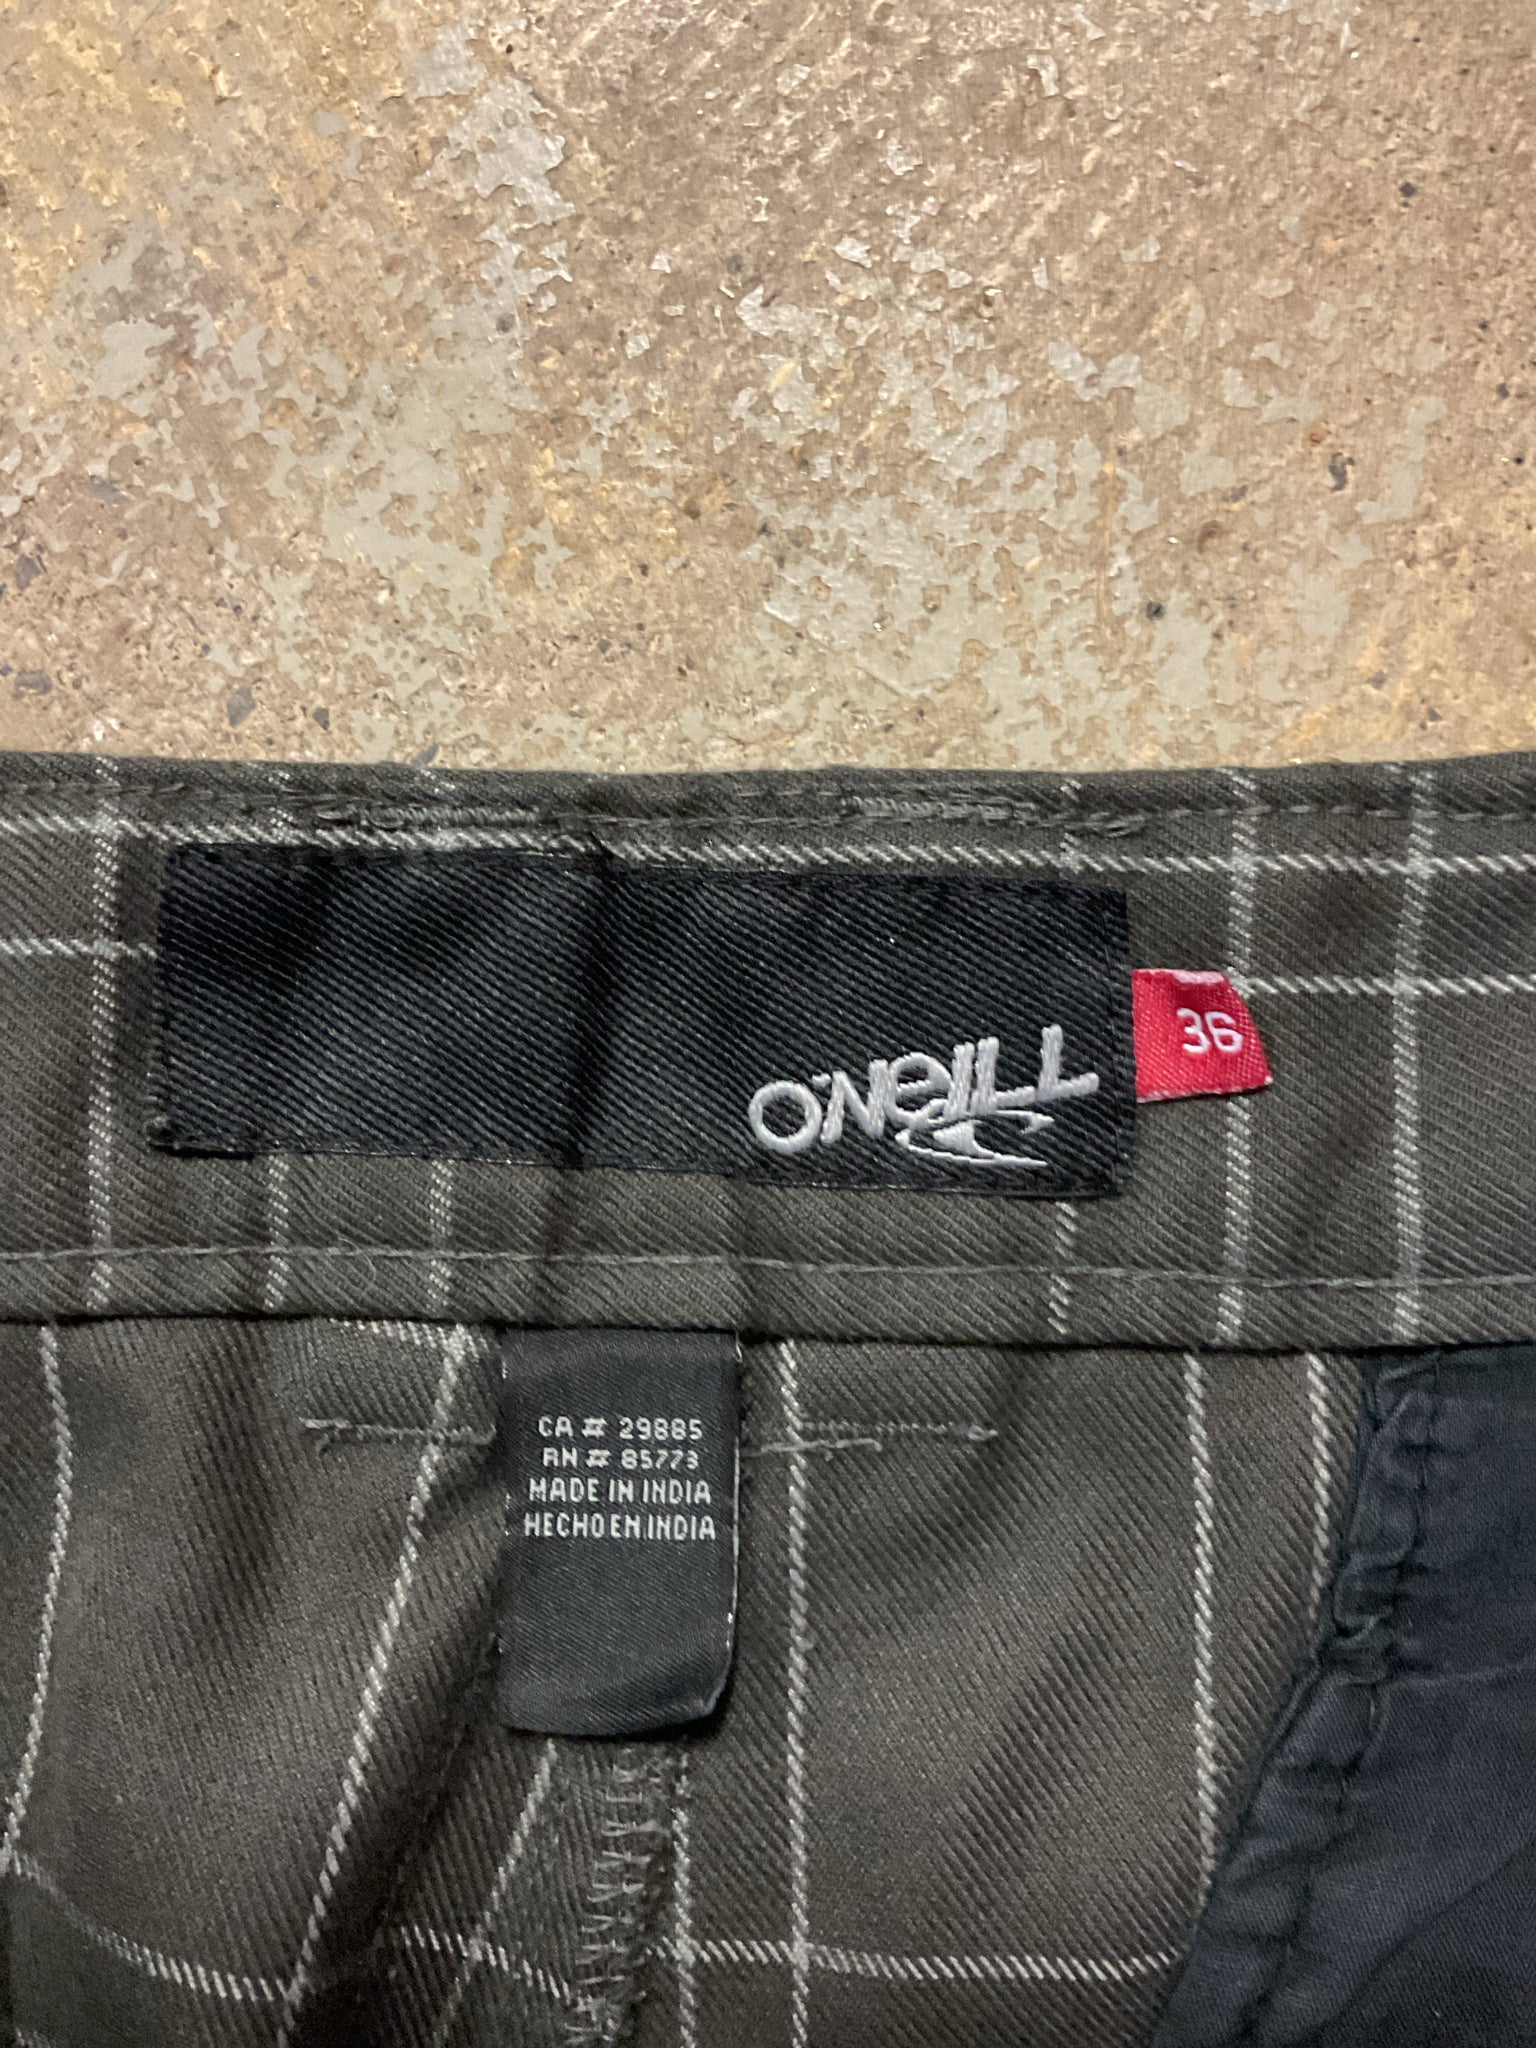 O'NEILL
36
CA # 29885
RN # 85773
MADE IN INDIA
HECHO EN INDIA